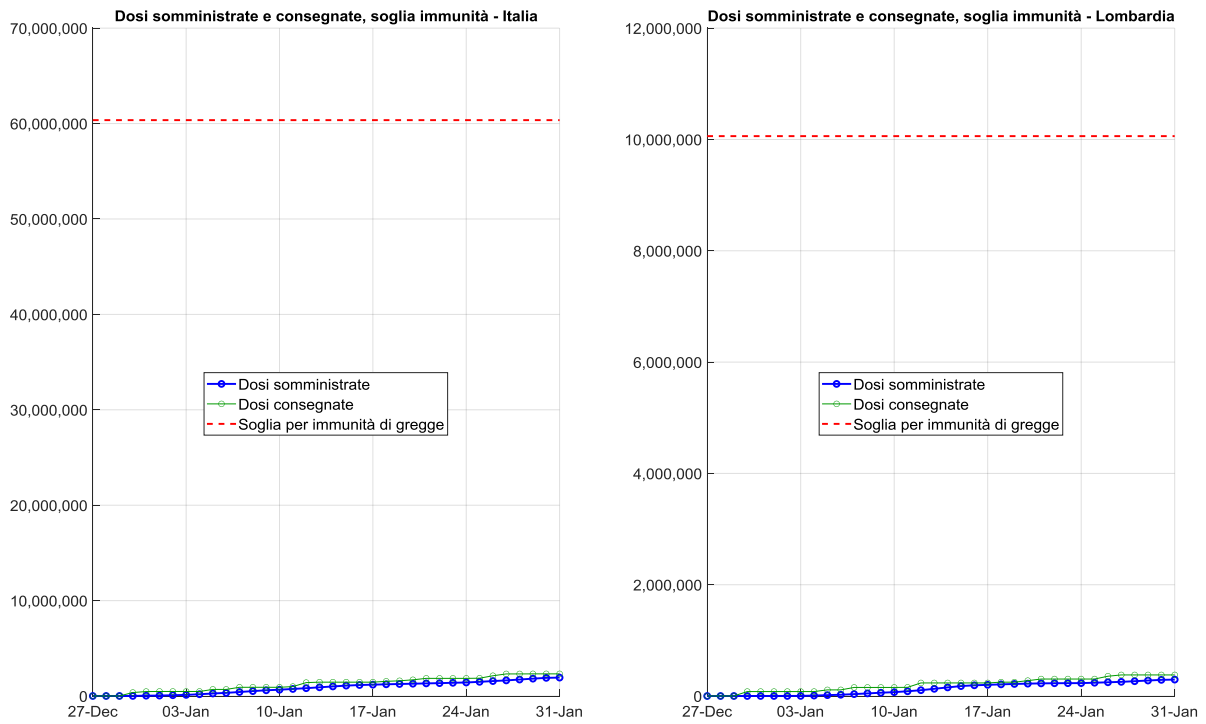 Dosi somministrate e consegnate, soglia immunità - Italia
70,000,000
60,000,000
50,000,000
40,000,000
30,000,000
20,000,000
10,000,000
0
27-Dec
03-Jan
10-Jan
17-Jan
24-Jan
31-Jan
Dosi somministrate
Dosi consegnate
Soglia per immunità di gregge
Dosi somministrate e consegnate, soglia immunità - Lombardia
12,000,000
10,000,000
8,000,000
6,000,000
4,000,000
2,000,000
0
27-Dec
03-Jan
10-Jan
17-Jan
24-Jan
31-Jan
Dosi somministrate
Dosi consegnate
Soglia per immunità di gregge